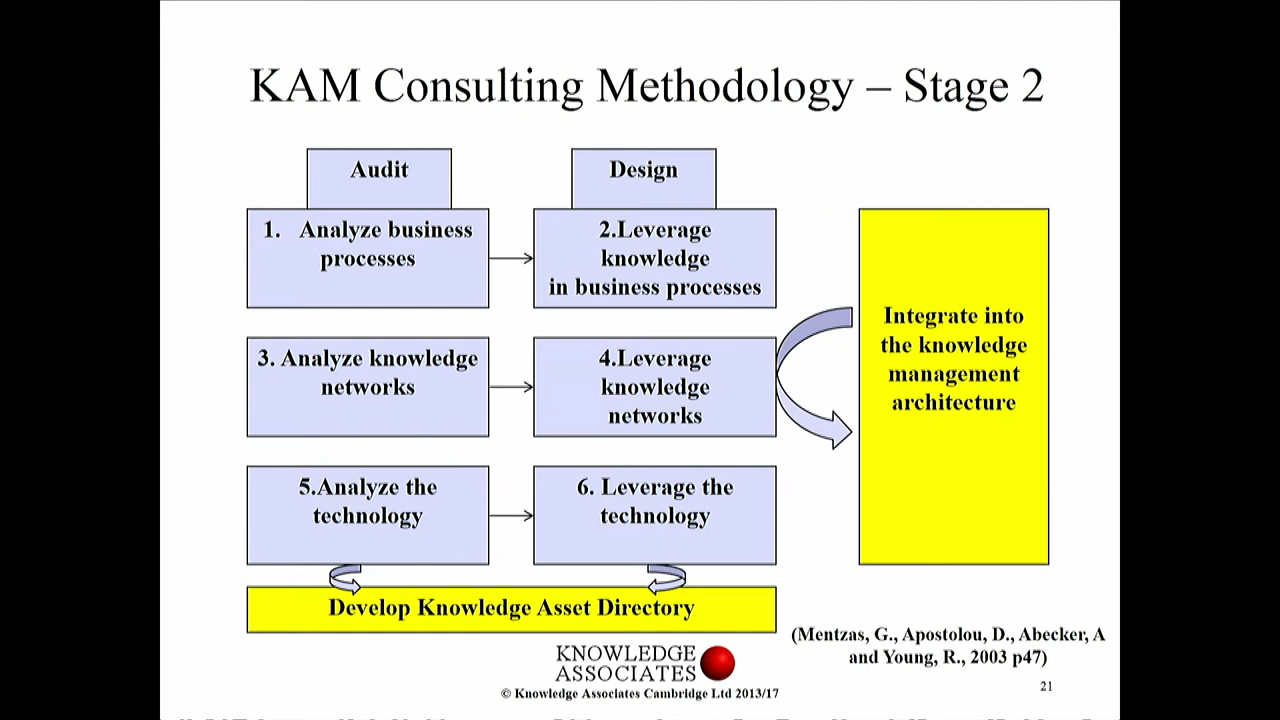 KAM Consulting Methodology – Stage 2
Audit
Design
1. Analyze business
processes
2.Leverage
knowledge
in business processes
3. Analyze knowledge
networks
4.Leverage
knowledge
networks
5.Analyze the
technology
6. Leverage the
technology
Integrate into
the knowledge
management
architecture
Develop Knowledge Asset Directory
(Mentzas, G., Apostolou, D., Abecker, A
and Young, R., 2003 p47)
KNOWLEDGE
ASSOCIATES
© Knowledge Associates Cambridge Ltd 2013/17
21